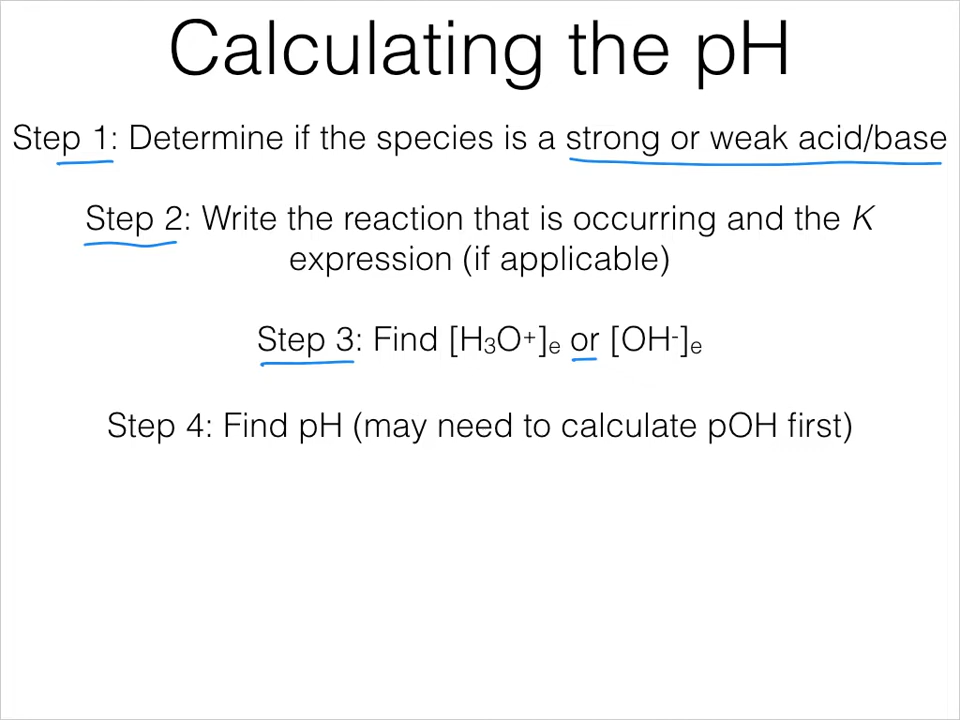 Calculating the pH
Step 1: Determine if the species is a strong or weak acid/base
Step 2: Write the reaction that is occurring and the K
expression (if applicable)
Step 3: Find [H₃O⁺]ₑ or [OH⁻]ₑ
Step 4: Find pH (may need to calculate pOH first)